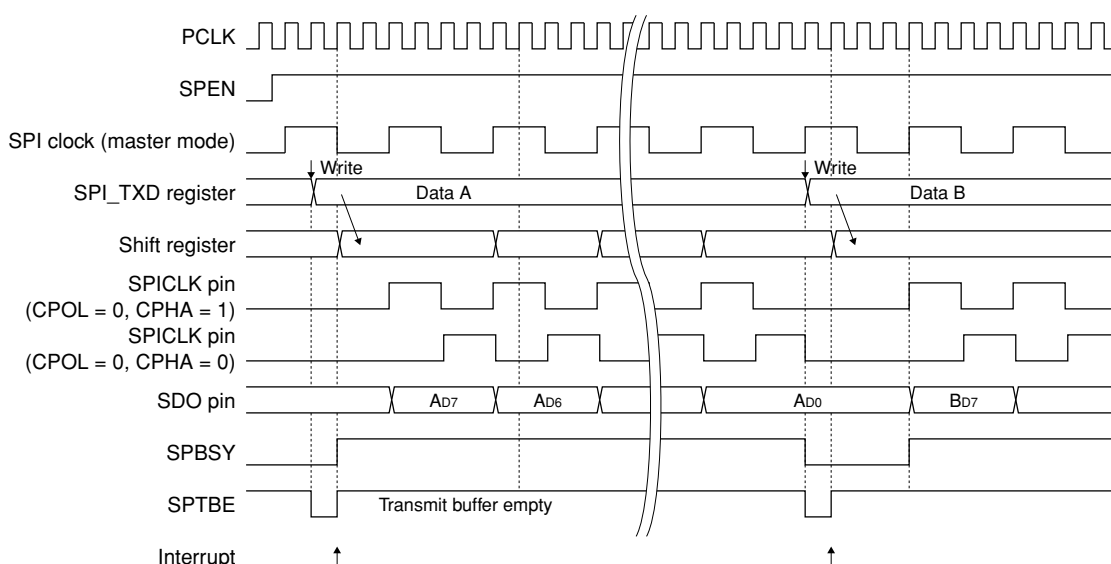 PCLK
SPEN
SPI clock (master mode)
Write Write
SPI_TXD register Data A Data B
Shift register
SPICLK pin
(CPOL = 0, CPHA = 1)
SPICLK pin
(CPOL = 0, CPHA = 0)
SDO pin AD7 AD6 AD0 BD7
SPBSY
SPTBE Transmit buffer empty
Interrupt